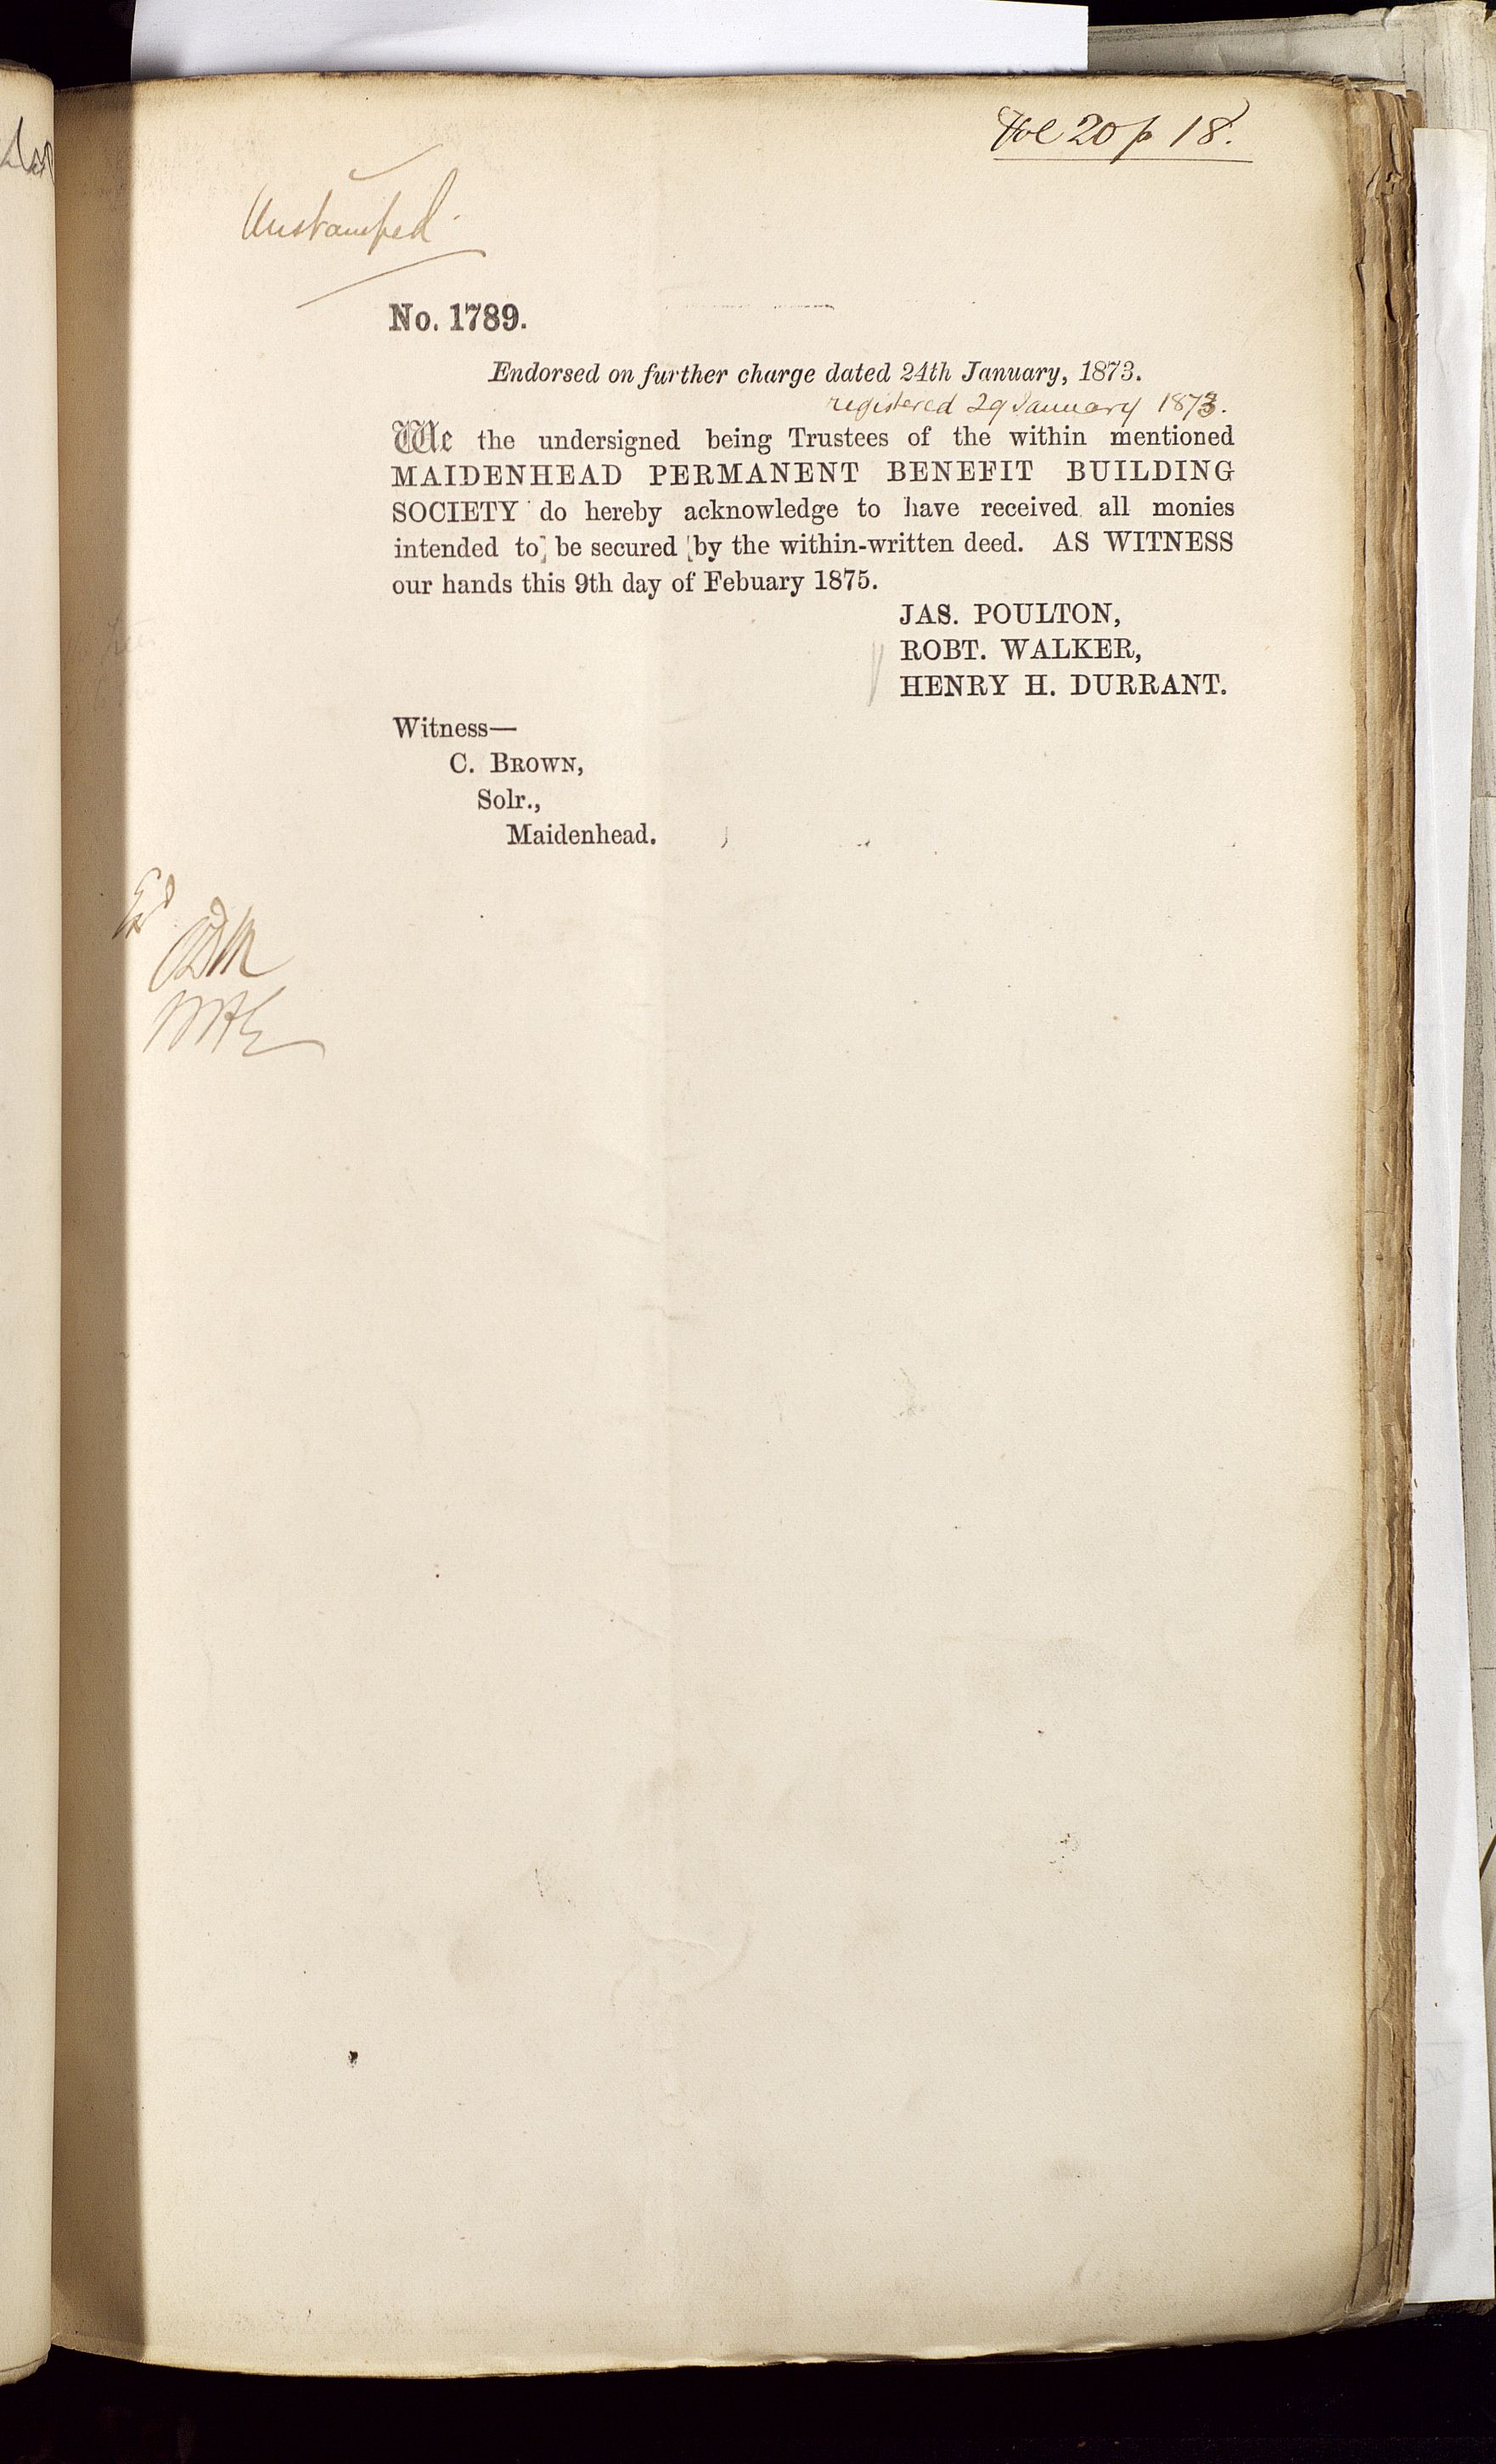 Vol 20 p 18.
Unstamped
No. 1789.
Endorsed on further charge dated 24th January, 1873.
registered 29 January 1873.
We the undersigned being Trustees of the within mentioned
MAIDENHEAD PERMANENT BENEFIT BUILDING
SOCIETY do hereby acknowledge to have received all monies
intended to be secured by the within-written deed. AS WITNESS
our hands this 9th day of Febuary 1875.
JAS. POULTON,
ROBT. WALKER,
HENRY H. DURRANT.
Witness—
C. BROWN,
Solr.,
Maidenhead.